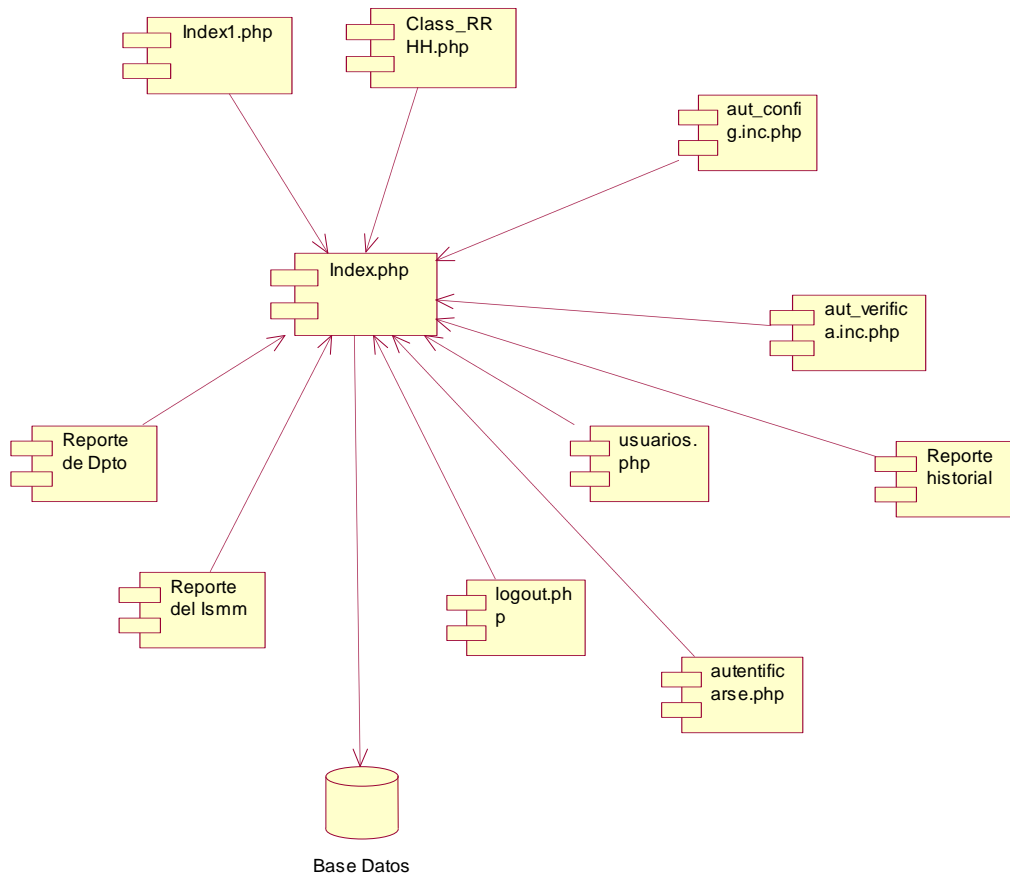 Index1.php
Class_RR
HH.php
aut_confi
g.inc.php
Index.php
aut_verific
a.inc.php
Reporte
de Dpto
usuarios.
php
Reporte
historial
Reporte
del Ismm
logout.ph
p
autentific
arse.php
Base Datos